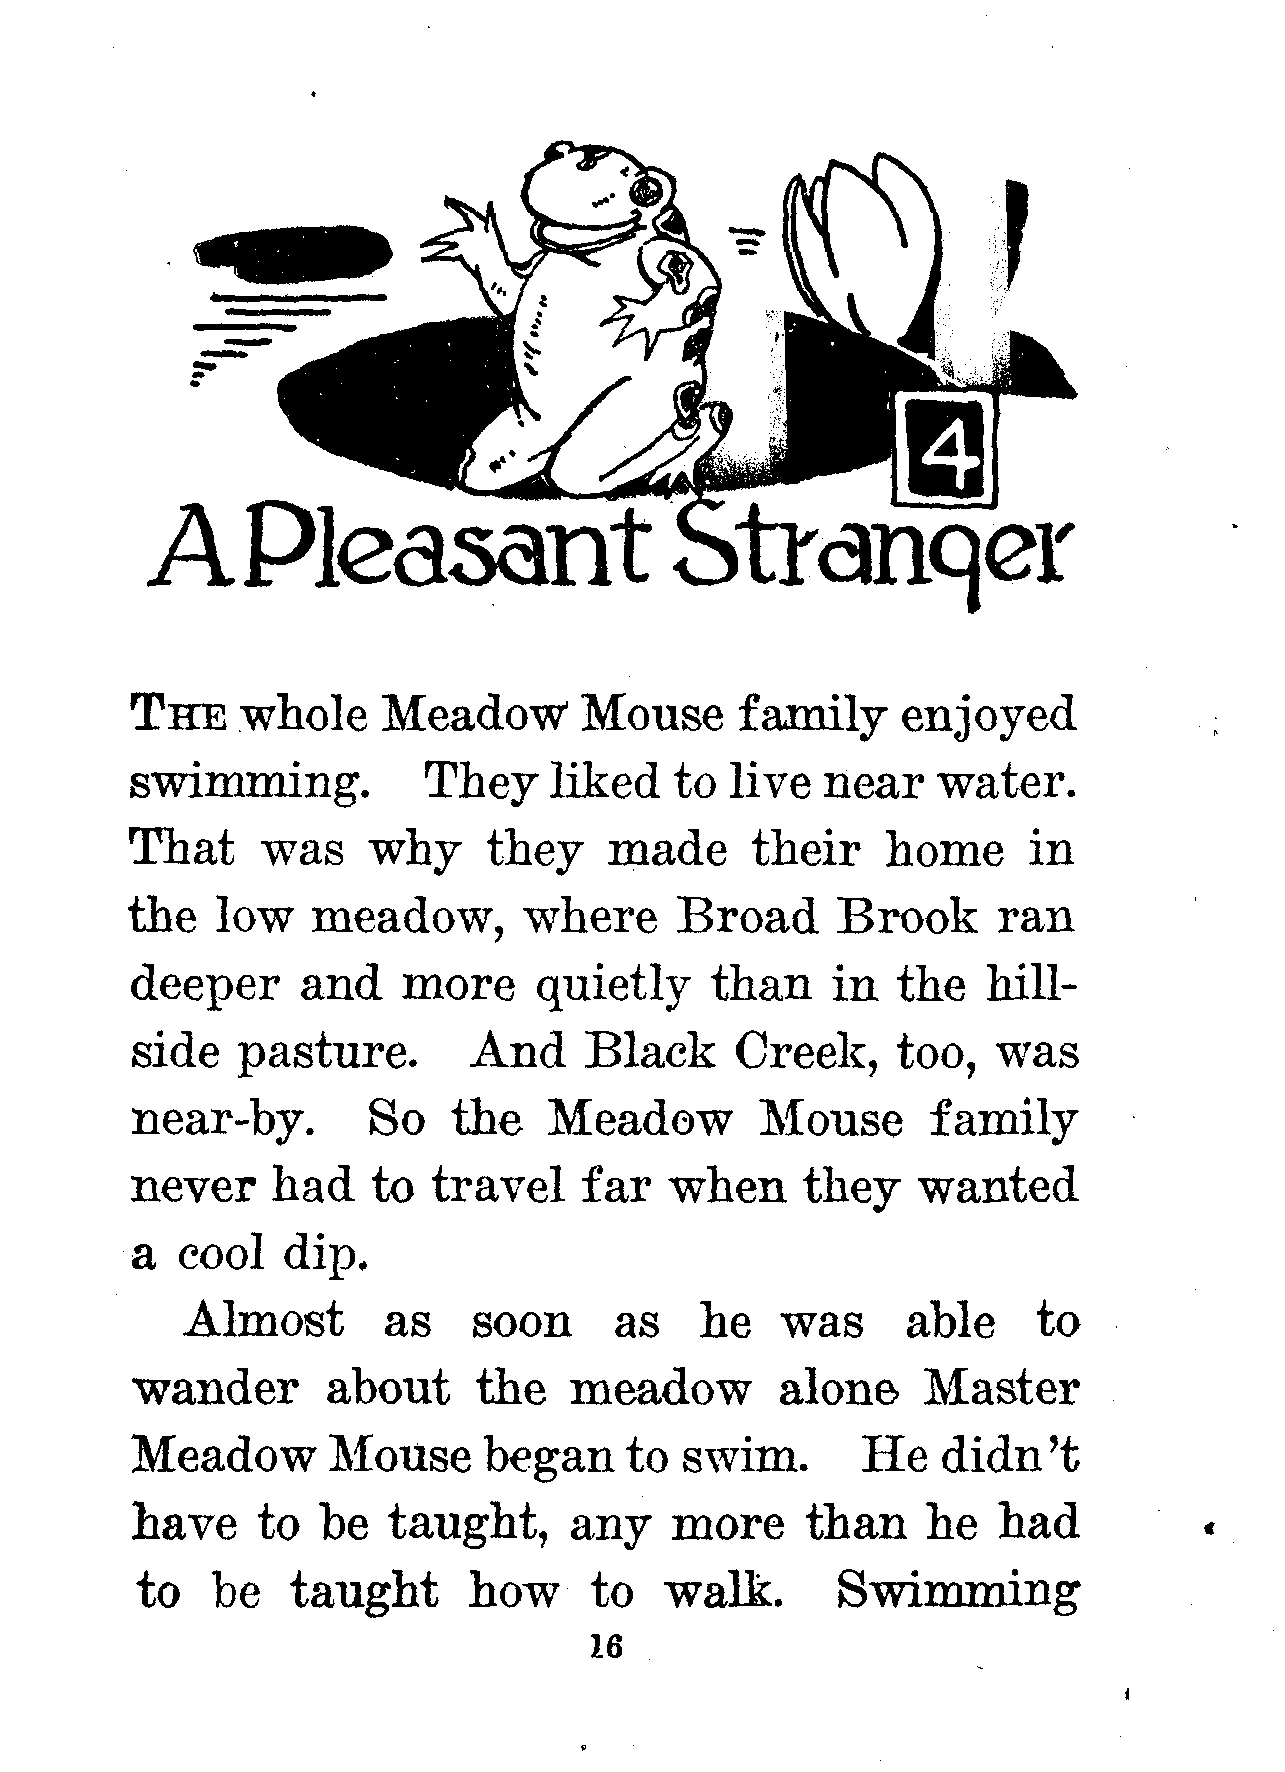 4
A Pleasant Stranger
THE whole Meadow Mouse family enjoyed
swimming. They liked to live near water.
That was why they made their home in
the low meadow, where Broad Brook ran
deeper and more quietly than in the hill-
side pasture. And Black Creek, too, was
near-by. So the Meadow Mouse family
never had to travel far when they wanted
a cool dip.
Almost as soon as he was able to
wander about the meadow alone Master
Meadow Mouse began to swim. He didn't
have to be taught, any more than he had
to be taught how to walk. Swimming
16